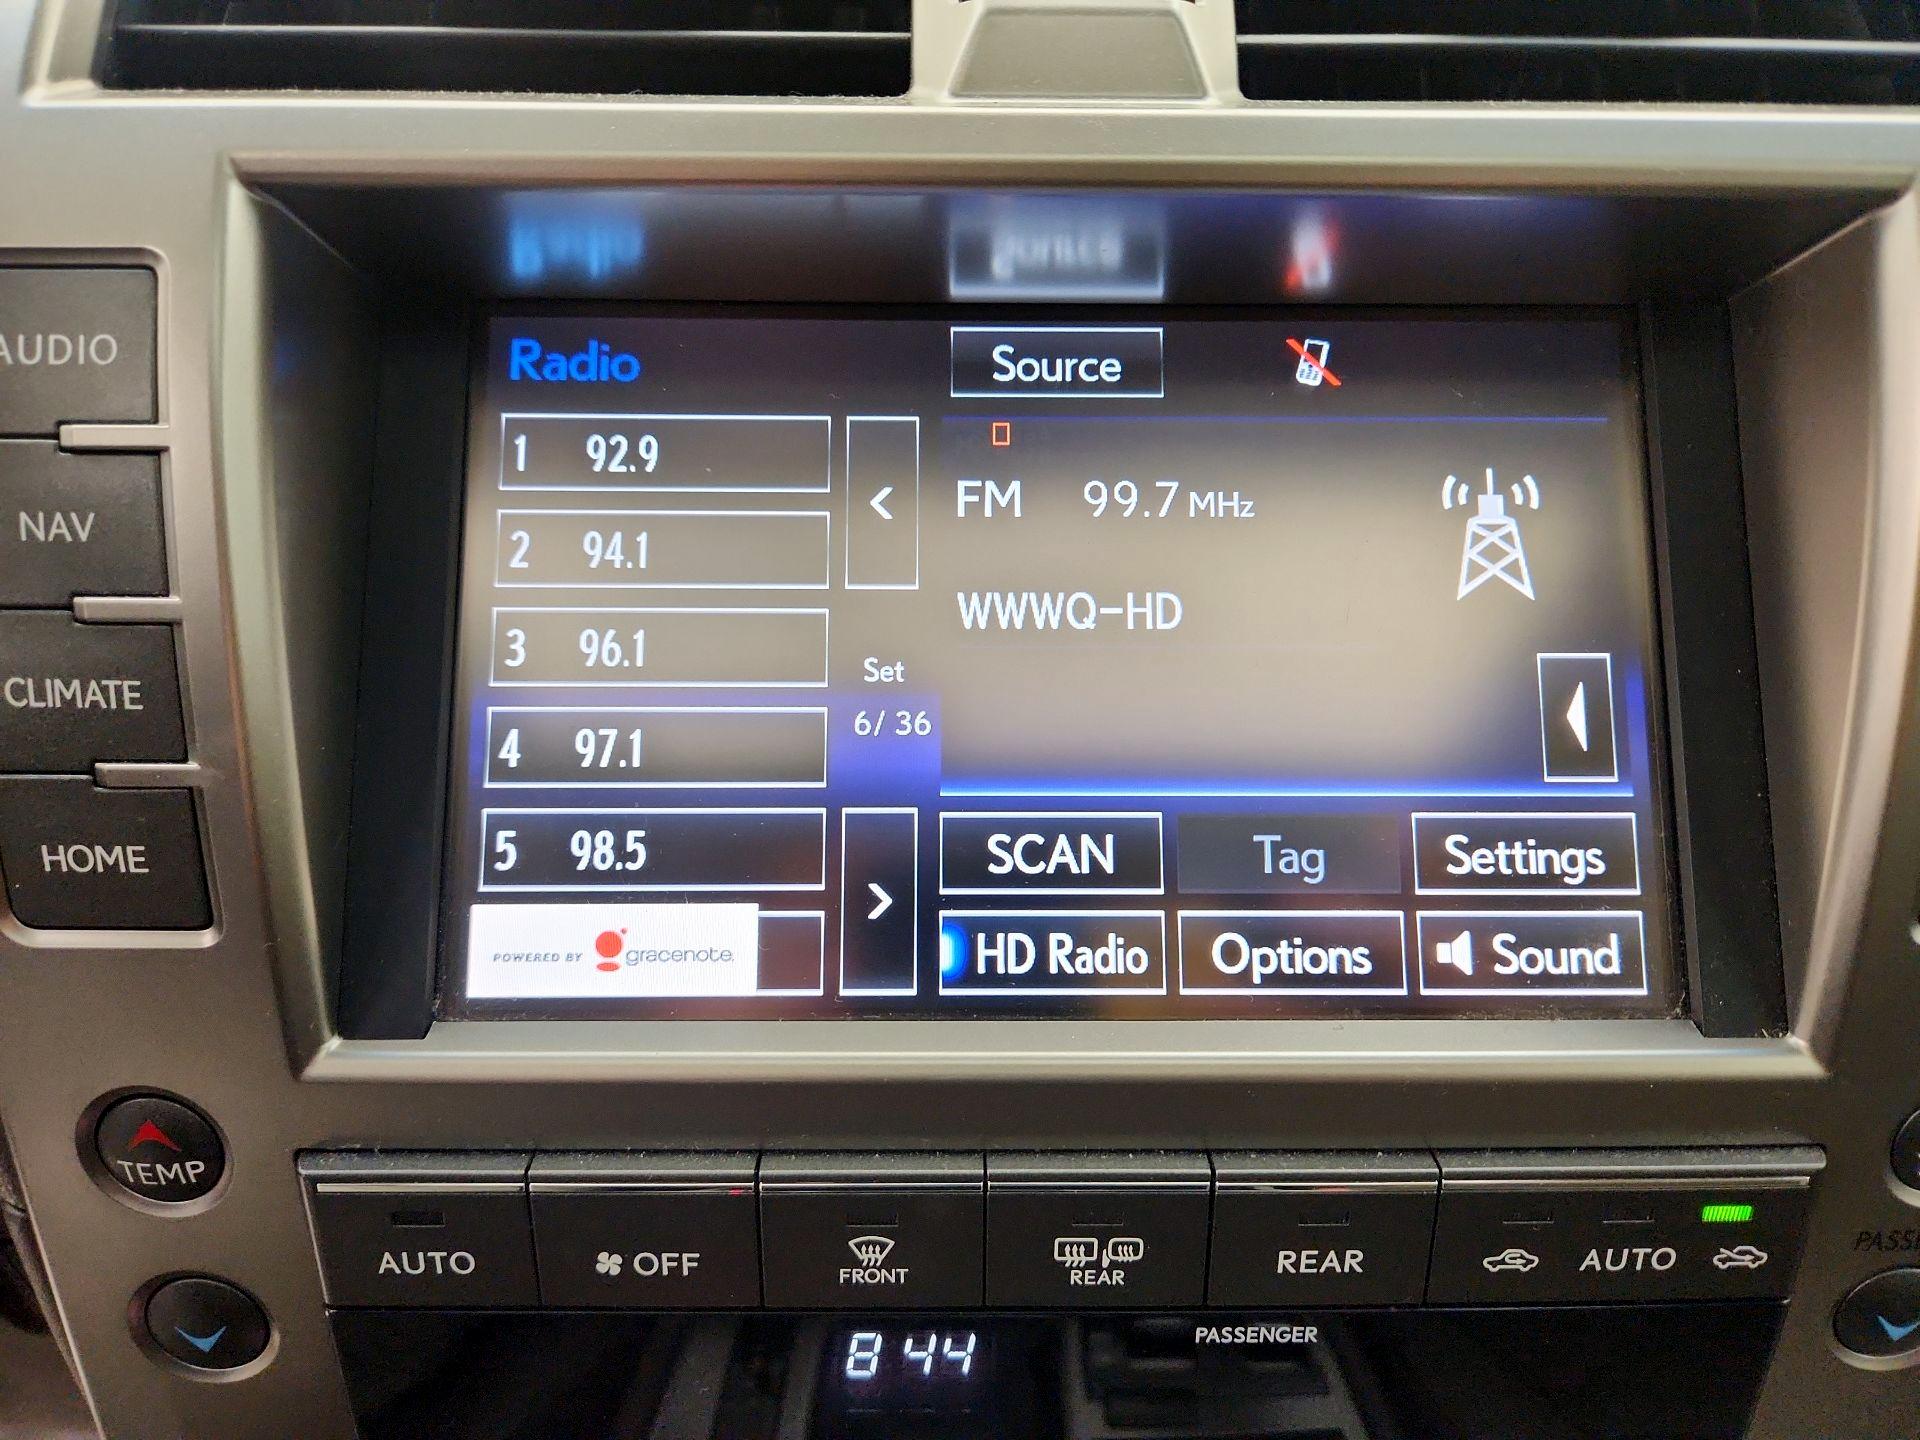 AUDIO
NAV
CLIMATE
HOME
TEMP
Radio
Source
1 92.9
2 94.1
3 96.1
4 97.1
5 98.5
<
Set
6/ 36
>
FM 99.7 MHz
WWWQ-HD
SCAN Tag Settings
HD Radio Options Sound
POWERED BY gracenote.
AUTO
OFF
FRONT
REAR
REAR
AUTO
8 44
PASSENGER